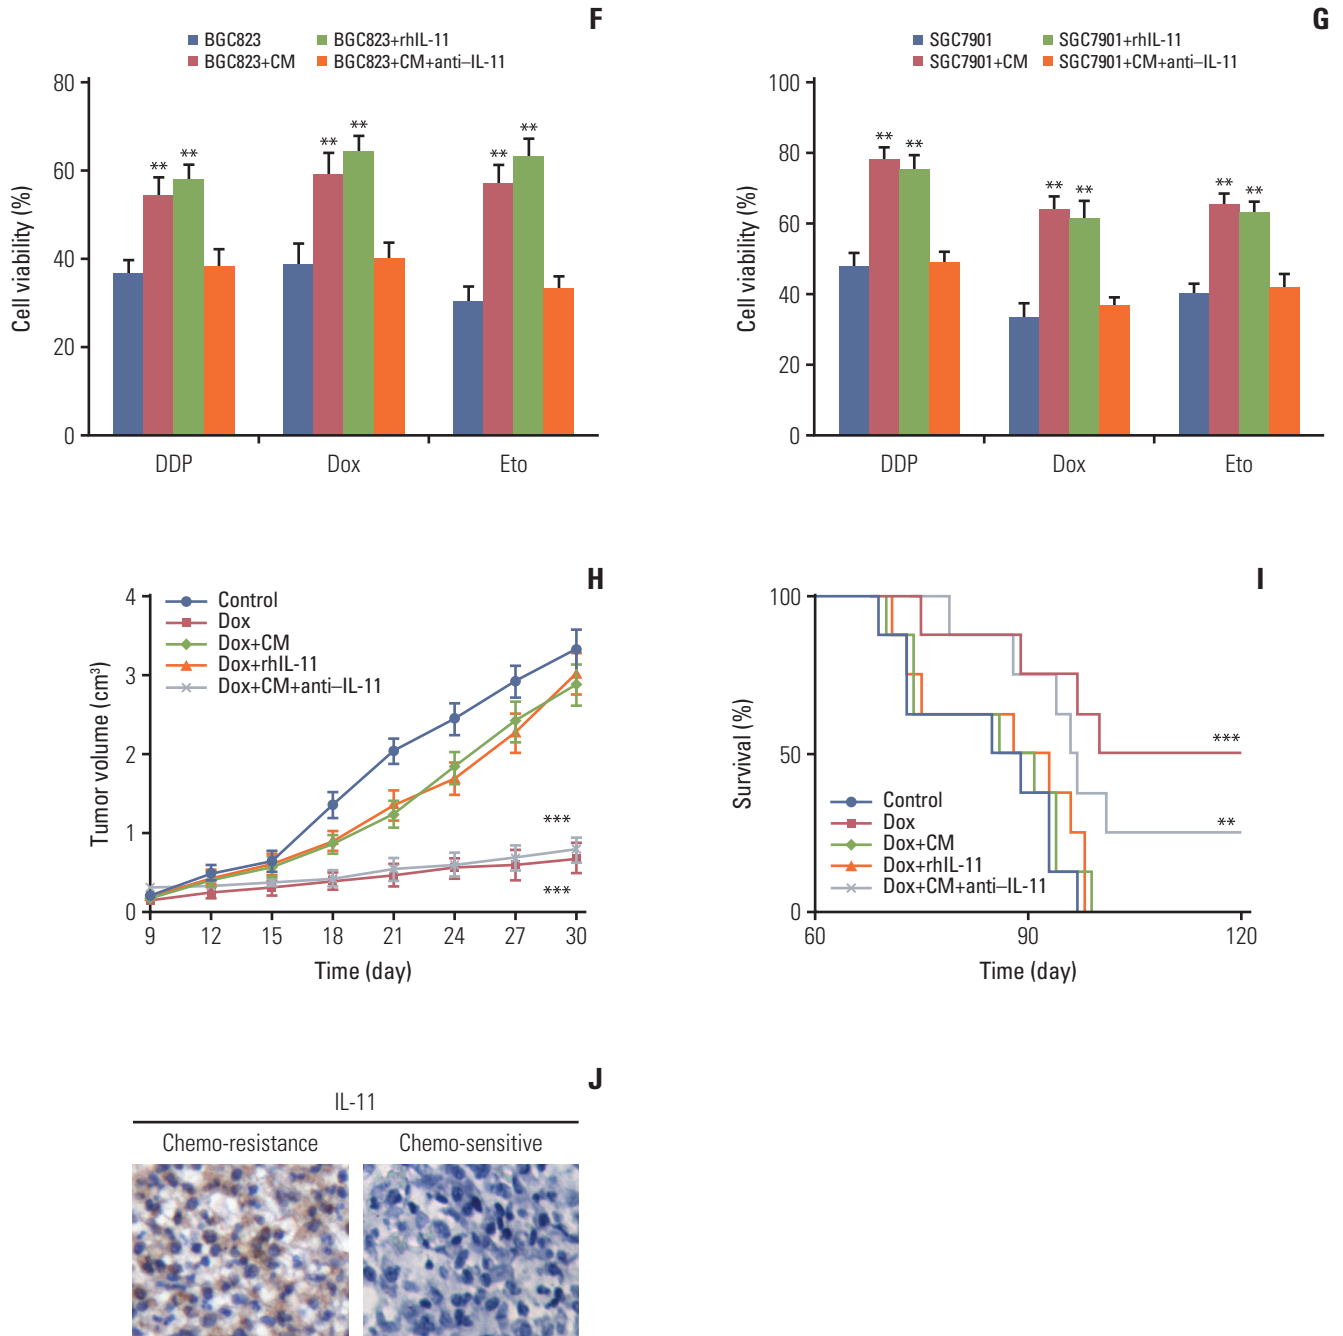 F
BGC823 BGC823+rhIL-11
BGC823+CM BGC823+CM+anti–IL-11
80
60
40
20
0
Cell viability (%)
** ** ** ** ** **
DDP Dox Eto
G
SGC7901 SGC7901+rhIL-11
SGC7901+CM SGC7901+CM+anti–IL-11
100
80
60
40
20
0
Cell viability (%)
** ** ** ** ** **
DDP Dox Eto
H
Control
Dox
Dox+CM
Dox+rhIL-11
Dox+CM+anti–IL-11
4
3
2
1
0
Tumor volume (cm³)
***
***
9 12 15 18 21 24 27 30
Time (day)
I
100
50
0
Survival (%)
***
**
Control
Dox
Dox+CM
Dox+rhIL-11
Dox+CM+anti–IL-11
60 90 120
Time (day)
J
IL-11
Chemo-resistance Chemo-sensitive